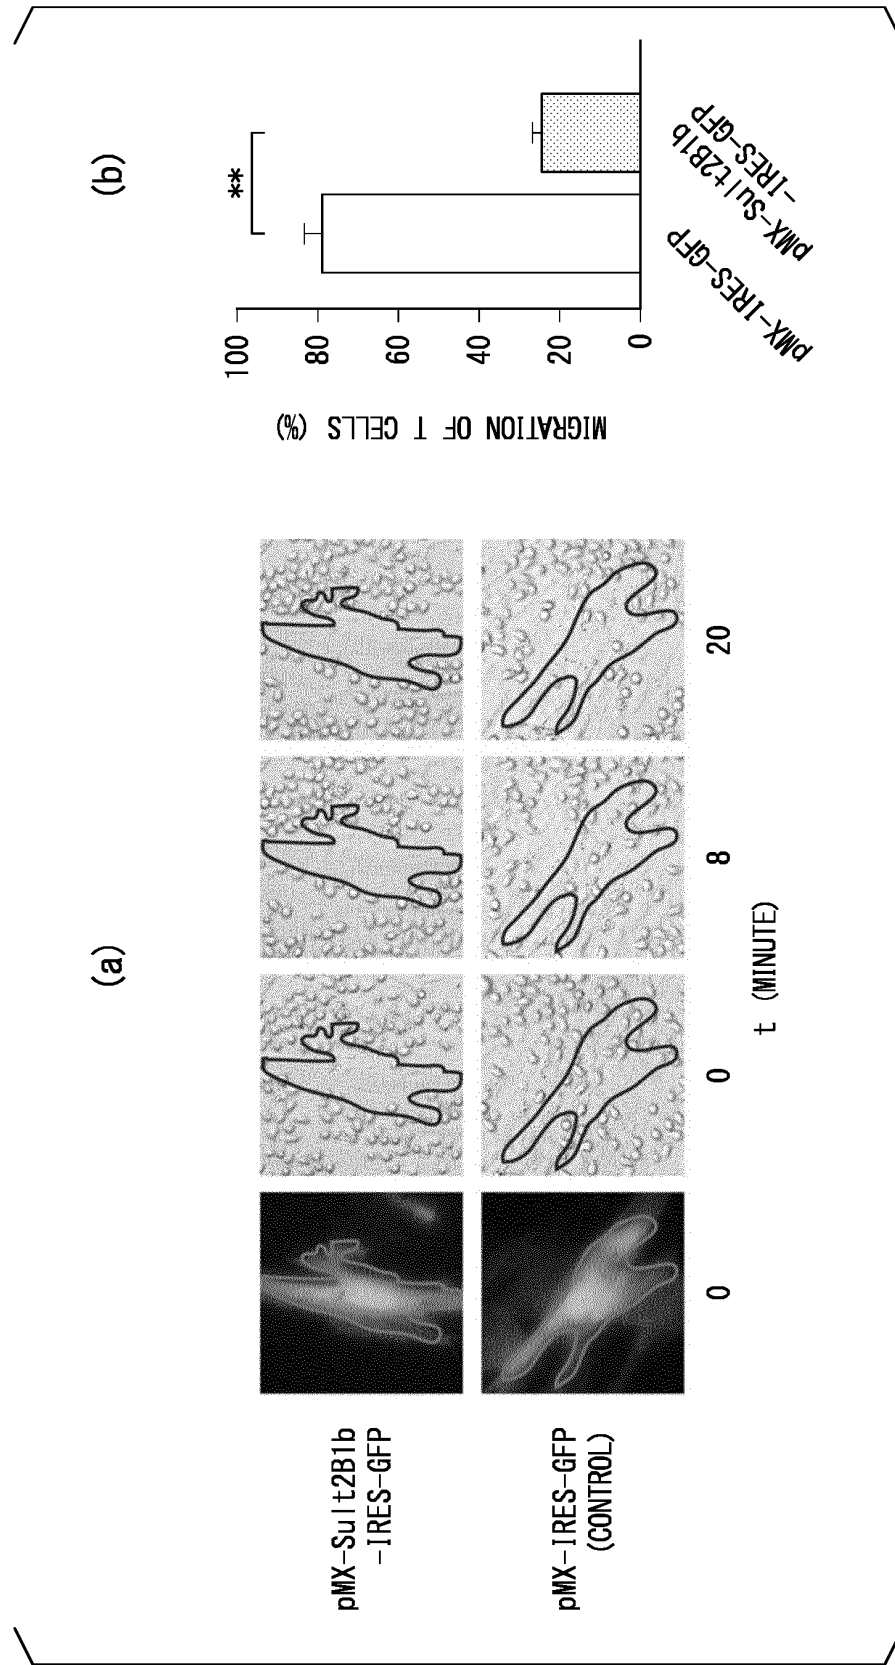 (a)
pMX-Sult2B1b
-IRES-GFP
pMX-IRES-GFP
(CONTROL)
0
0
8
20
t (MINUTE)
(b)
MIGRATION OF T CELLS (%)
100
80
60
40
20
0
**
pMX-IRES-GFP
pMX-Sult2B1b
-IRES-GFP